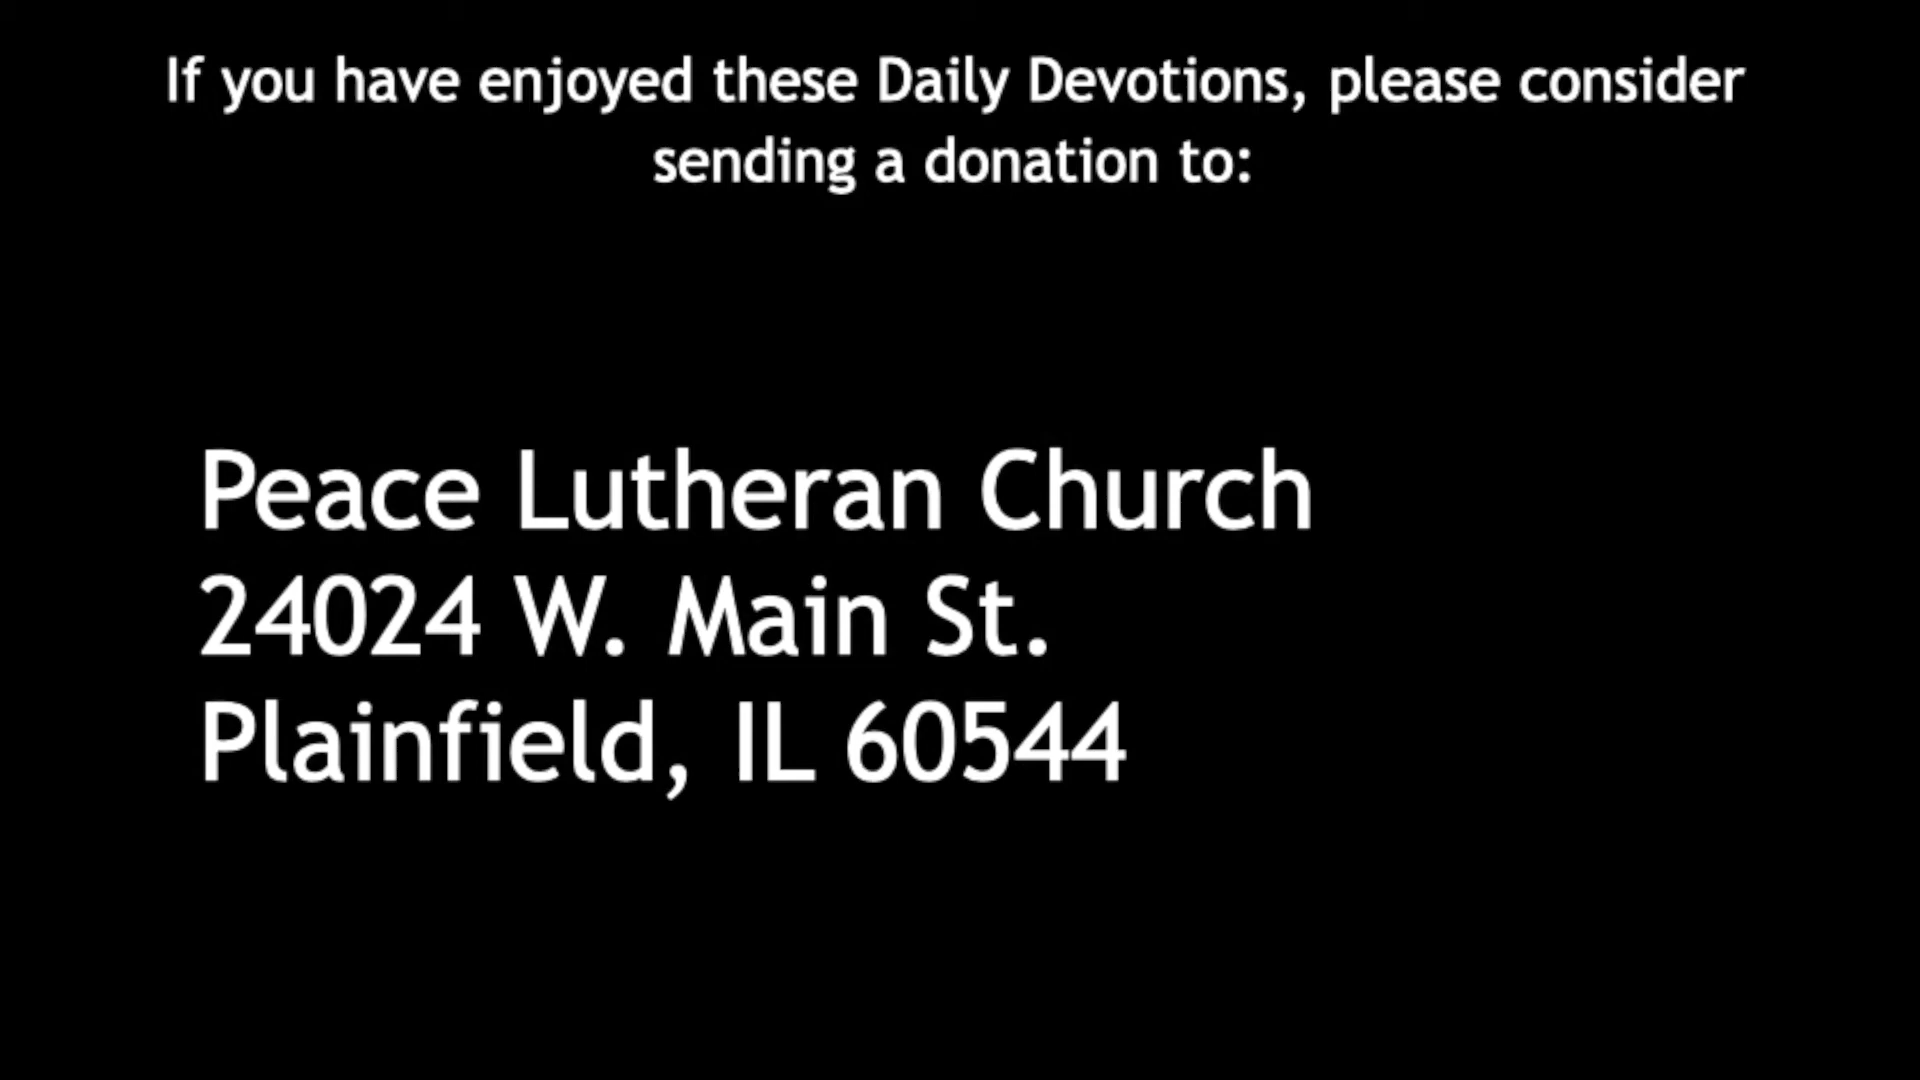 If you have enjoyed these Daily Devotions, please consider
sending a donation to:
Peace Lutheran Church
24024 W. Main St.
Plainfield, IL 60544